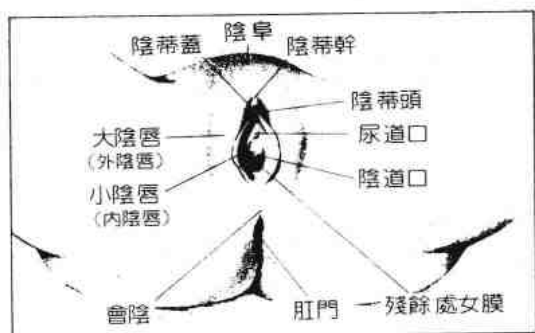 陰阜
陰蒂蓋
陰蒂幹
陰蒂頭
大陰唇
(外陰唇)
尿道口
小陰唇
(內陰唇)
陰道口
會陰
肛門
殘餘處女膜